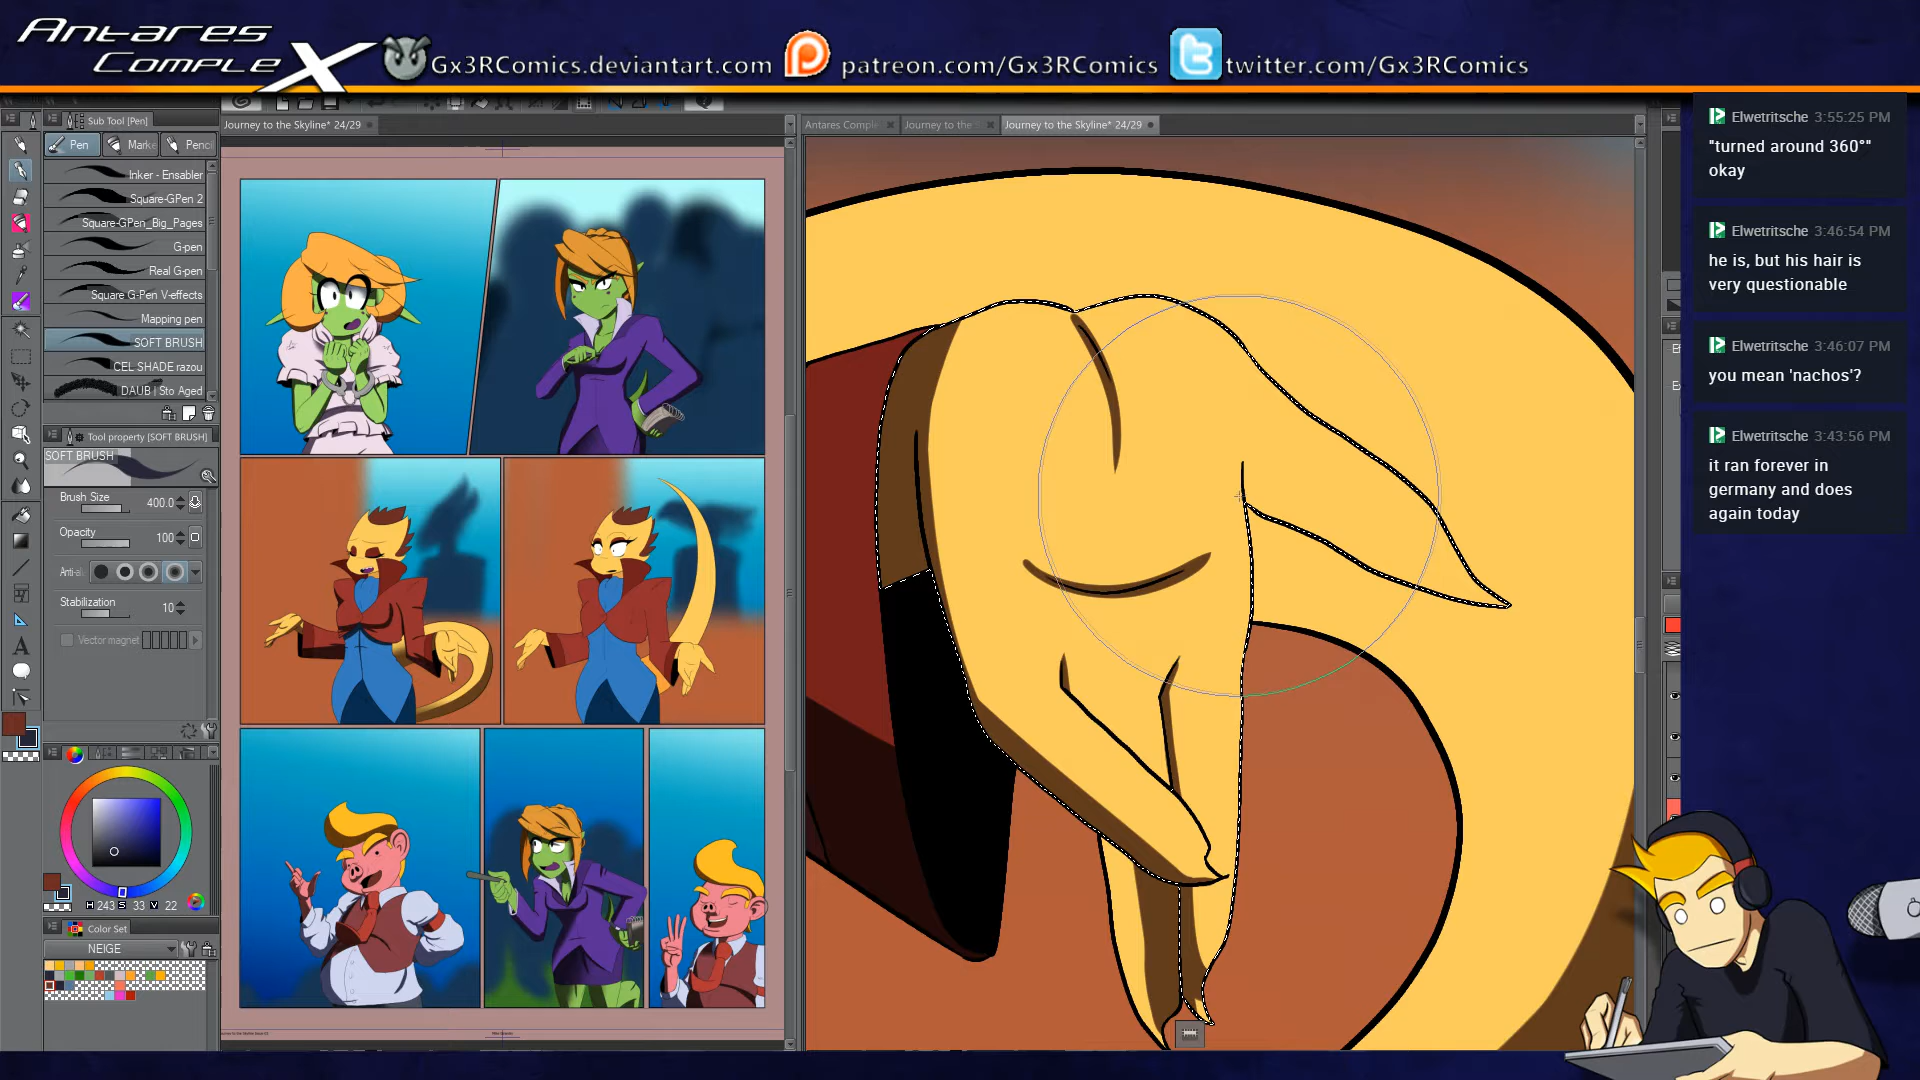 Antares
Complex
Gx3RComics.deviantart.com
patreon.com/Gx3RComics
twitter.com/Gx3RComics
Sub Tool [Pen]
Pen
Marke
Pencil
Inker - Ensabler
Square-GPen 2
Square-GPen_Big_Pages
G-pen
Real G-pen
Square G-Pen V-effects
Mapping pen
SOFT BRUSH
CEL SHADE razou
DAUB | Sto Aged
Tool property [SOFT BRUSH]
SOFT BRUSH
Brush Size
400.0
Opacity
100
Anti-al
Stabilization
10
Vector magnet
H 243 S 33 V 22
Color Set
NEIGE
Journey to the Skyline* 24/29
Antares Comple
Journey to the S
Journey to the Skyline* 24/29
Elwetritsche 3:55:25 PM
"turned around 360°"
okay
Elwetritsche 3:46:54 PM
he is, but his hair is
very questionable
Elwetritsche 3:46:07 PM
you mean 'nachos'?
Elwetritsche 3:43:56 PM
it ran forever in
germany and does
again today